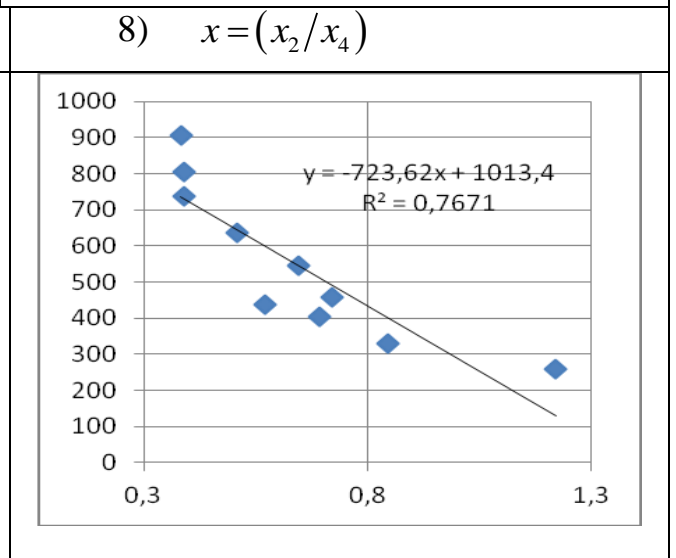 8) x=(x₂/x₄)
1000
900
800
y = -723,62x + 1013,4
700
R² = 0,7671
600
500
400
300
200
100
0
0,3 0,8 1,3